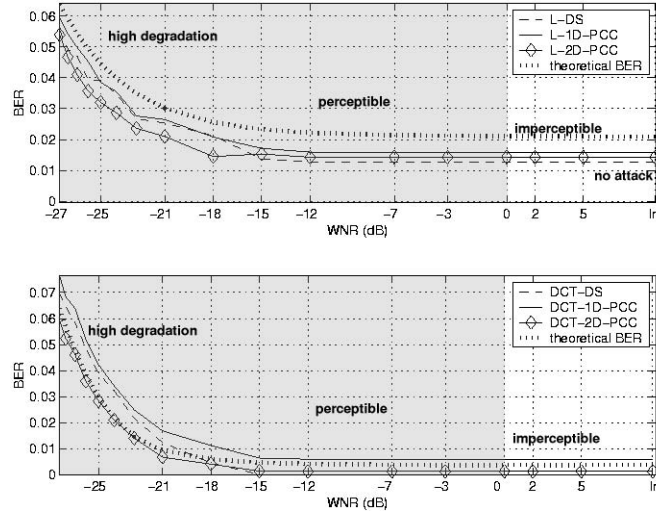 0.06
0.05
0.04
0.03
0.02
0.01
0
BER
high degradation
perceptible
imperceptible
no attack
L-DS
L-1D-PCC
L-2D-PCC
theoretical BER
-27 -25 -21 -18 -15 -12 -7 -3 0 2 5 In
WNR (dB)
0.07
0.06
0.05
0.04
0.03
0.02
0.01
0
BER
high degradation
perceptible
imperceptible
DCT-DS
DCT-1D-PCC
DCT-2D-PCC
theoretical BER
-25 -21 -18 -15 -12 -7 -3 0 2 5 In
WNR (dB)